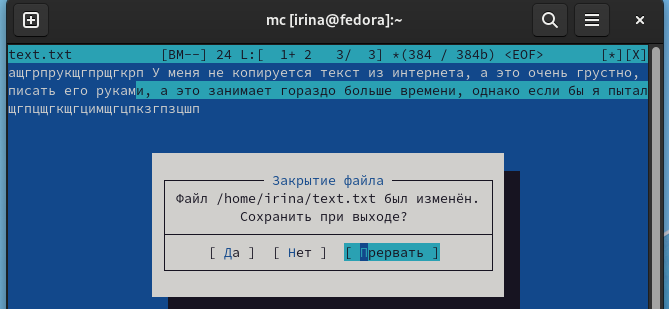 mc [irina@fedora]:~
text.txt [BM--] 24 L:[ 1+ 2 3/ 3] *(384 / 384b) <EOF> [*][X]
ащгрпрукщгпрщгкрп У меня не копируется текст из интернета, а это очень грустно,
писать его руками, а это занимает гораздо больше времени, однако если бы я пытал
щгпцщгкщгцимщгцпкзгпзцшп
Закрытие файла
Файл /home/irina/text.txt был изменён.
Сохранить при выходе?
[ Да ] [ Нет ] [ Прервать ]